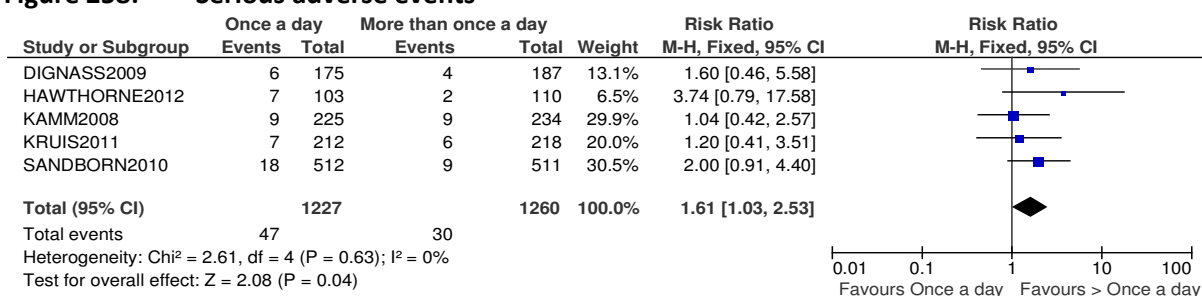 Figure 238: Serious adverse events
Once a day More than once a day Risk Ratio Risk Ratio
Study or Subgroup Events Total Events Total Weight M-H, Fixed, 95% CI M-H, Fixed, 95% CI
DIGNASS2009 6 175 4 187 13.1% 1.60 [0.46, 5.58]
HAWTHORNE2012 7 103 2 110 6.5% 3.74 [0.79, 17.58]
KAMM2008 9 225 9 234 29.9% 1.04 [0.42, 2.57]
KRUIS2011 7 212 6 218 20.0% 1.20 [0.41, 3.51]
SANDBORN2010 18 512 9 511 30.5% 2.00 [0.91, 4.40]
Total (95% CI) 1227 1260 100.0% 1.61 [1.03, 2.53]
Total events 47 30
Heterogeneity: Chi² = 2.61, df = 4 (P = 0.63); I² = 0%
Test for overall effect: Z = 2.08 (P = 0.04)
0.01 0.1 1 10 100
Favours Once a day Favours > Once a day